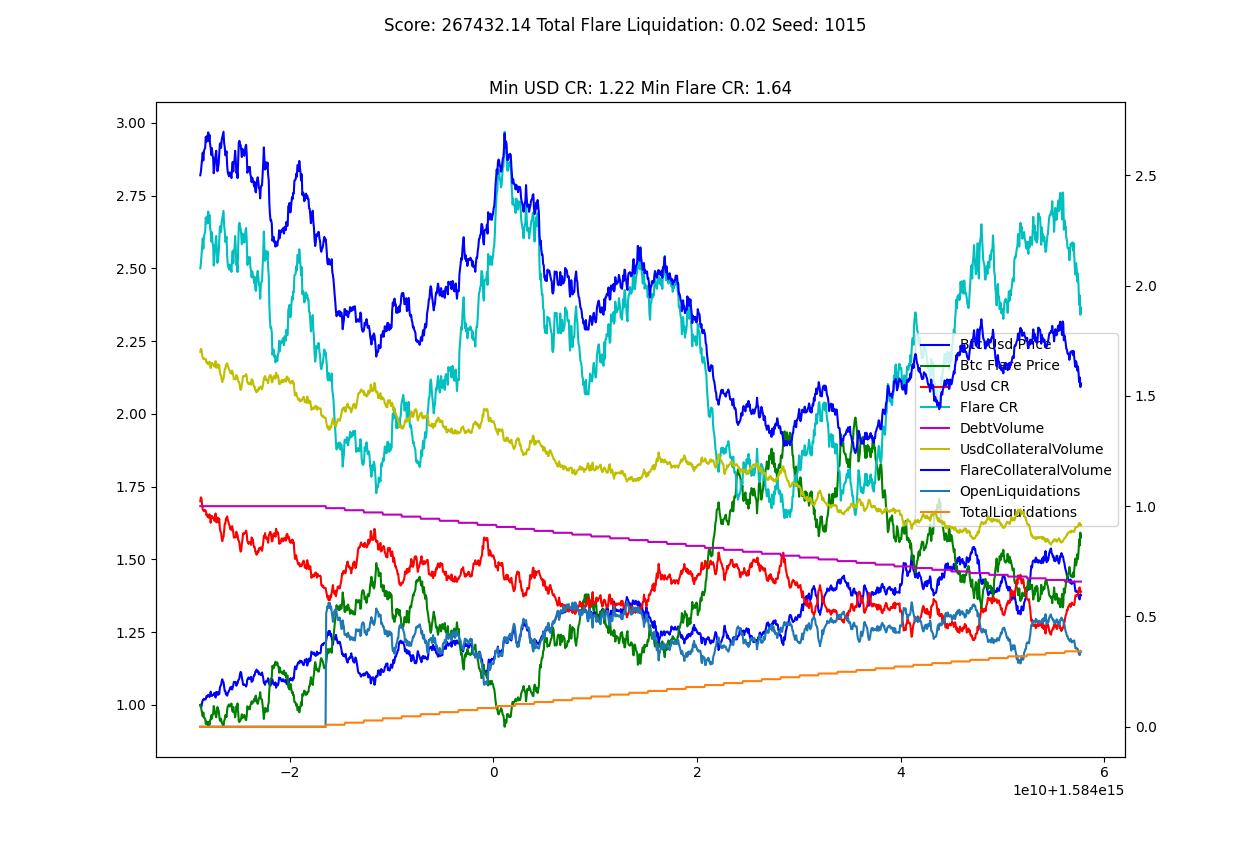 Score: 267432.14 Total Flare Liquidation: 0.02 Seed: 1015
Min USD CR: 1.22 Min Flare CR: 1.64
3.00
2.75
2.50
2.25
2.00
1.75
1.50
1.25
1.00
2.5
2.0
1.5
1.0
0.5
0.0
Btc Usd Price
Btc Flare Price
Usd CR
Flare CR
DebtVolume
UsdCollateralVolume
FlareCollateralVolume
OpenLiquidations
TotalLiquidations
−2 0 2 4 6
1e10+1.584e15